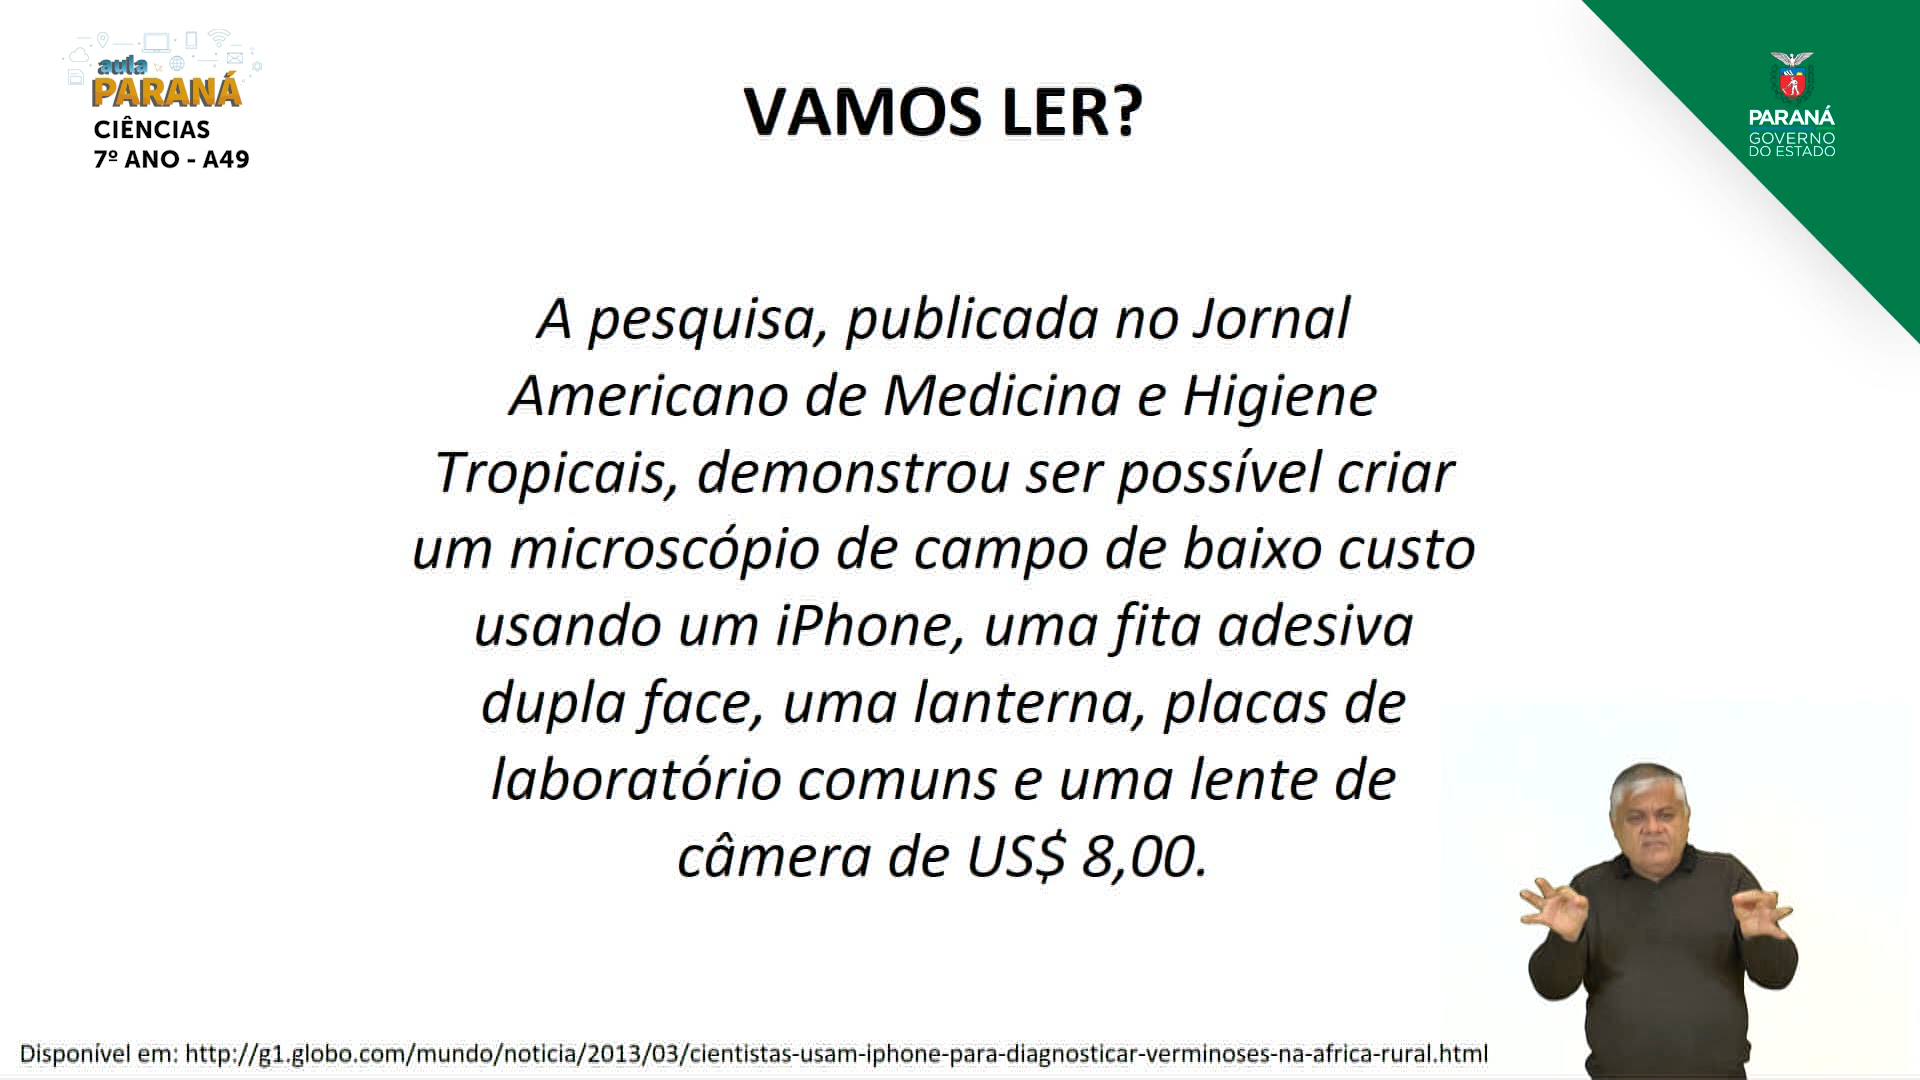 aula
PARANÁ
CIÊNCIAS
7º ANO - A49
VAMOS LER?
PARANÁ
GOVERNO
DO ESTADO
A pesquisa, publicada no Jornal
Americano de Medicina e Higiene
Tropicais, demonstrou ser possível criar
um microscópio de campo de baixo custo
usando um iPhone, uma fita adesiva
dupla face, uma lanterna, placas de
laboratório comuns e uma lente de
câmera de US$ 8,00.
Disponível em: http://g1.globo.com/mundo/noticia/2013/03/cientistas-usam-iphone-para-diagnosticar-verminoses-na-africa-rural.html